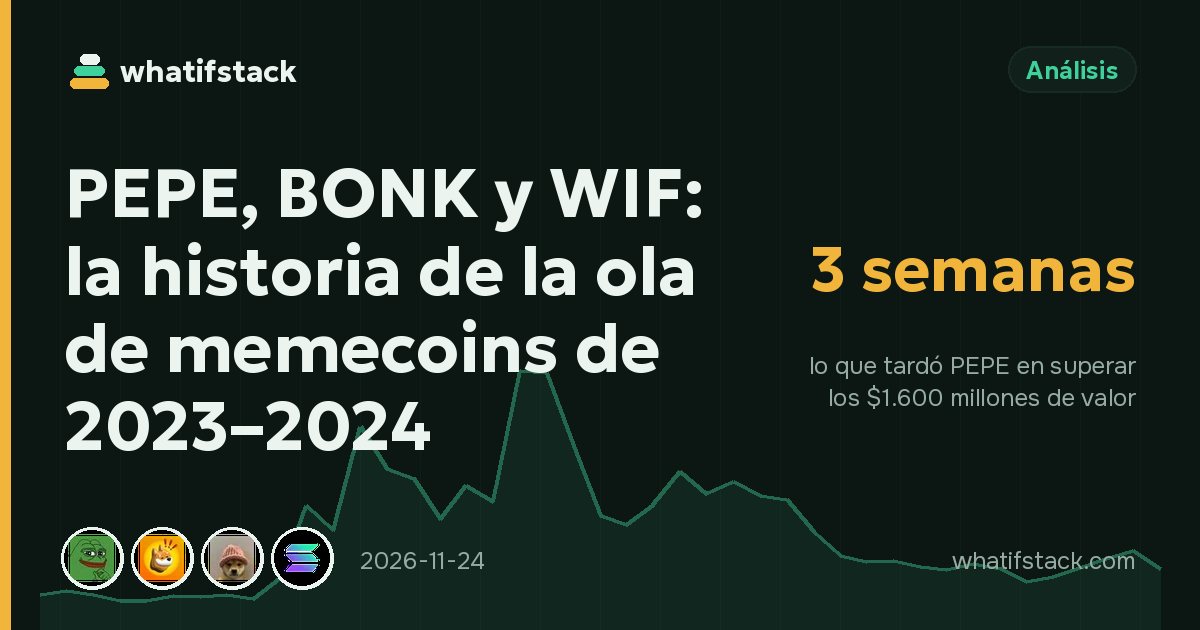 whatifstack
Análisis
PEPE, BONK y WIF:
la historia de la ola
de memecoins de
2023–2024
3 semanas
lo que tardó PEPE en superar
los $1.600 millones de valor
2026-11-24
whatifstack.com